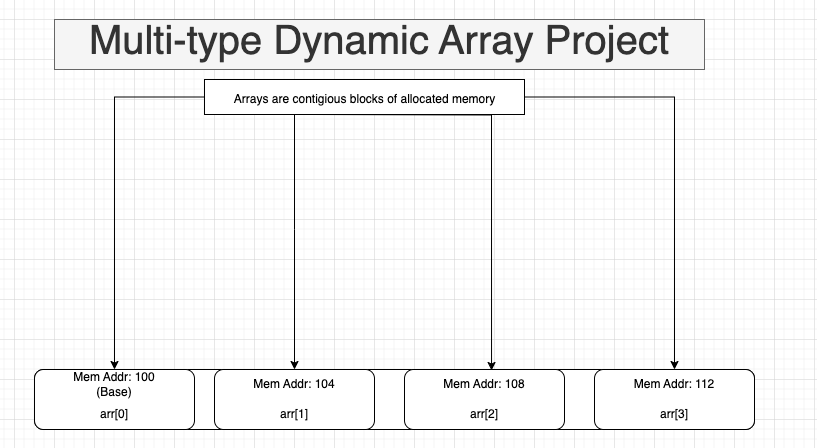 Multi-type Dynamic Array Project
Arrays are contigious blocks of allocated memory
Mem Addr: 100
(Base)
arr[0]
Mem Addr: 104
arr[1]
Mem Addr: 108
arr[2]
Mem Addr: 112
arr[3]